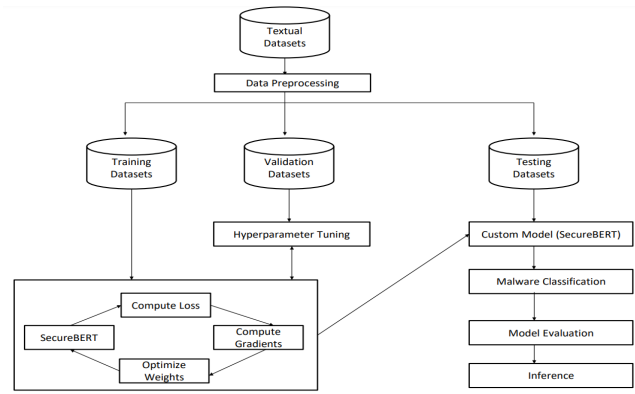 Textual
Datasets
Data Preprocessing
Training
Datasets
Validation
Datasets
Testing
Datasets
Hyperparameter Tuning
Custom Model (SecureBERT)
Malware Classification
Compute Loss
SecureBERT
Compute
Gradients
Model Evaluation
Optimize
Weights
Inference